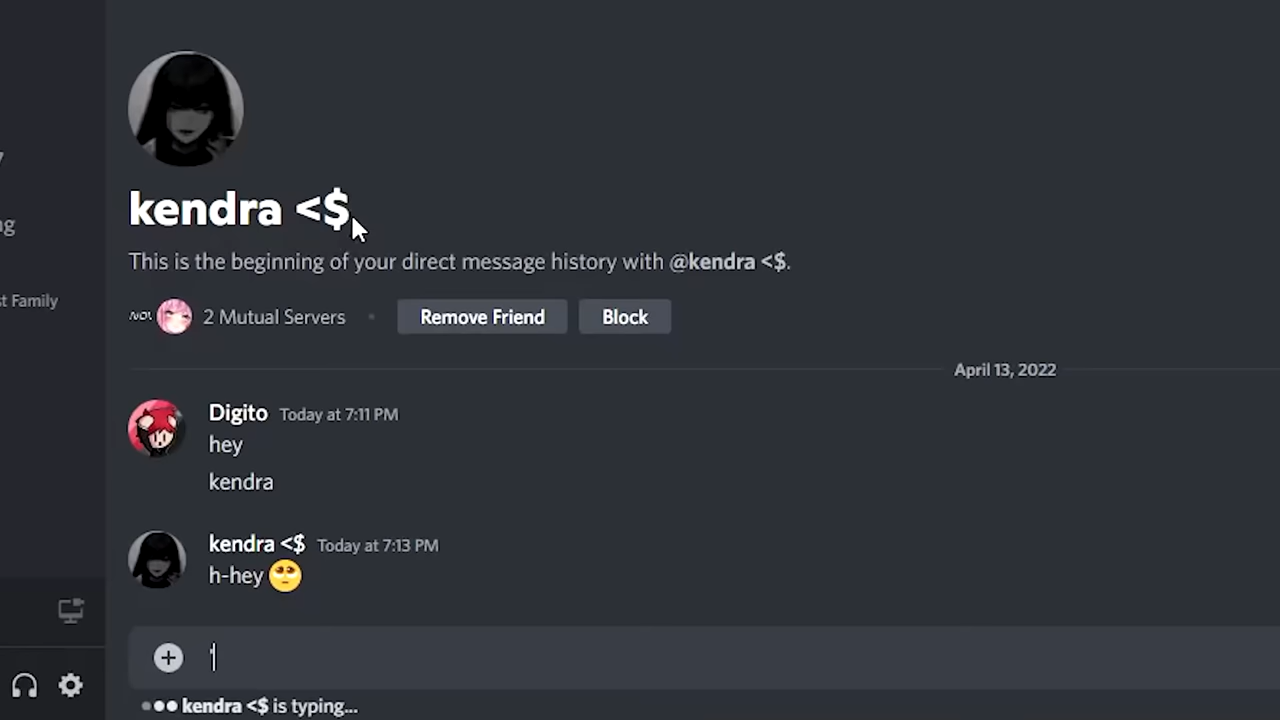 kendra <$
This is the beginning of your direct message history with @kendra <$.
2 Mutual Servers • Remove Friend Block
st Family
April 13, 2022
Digito Today at 7:11 PM
hey
kendra
kendra <$ Today at 7:13 PM
h-hey 🥺
kendra <$ is typing...